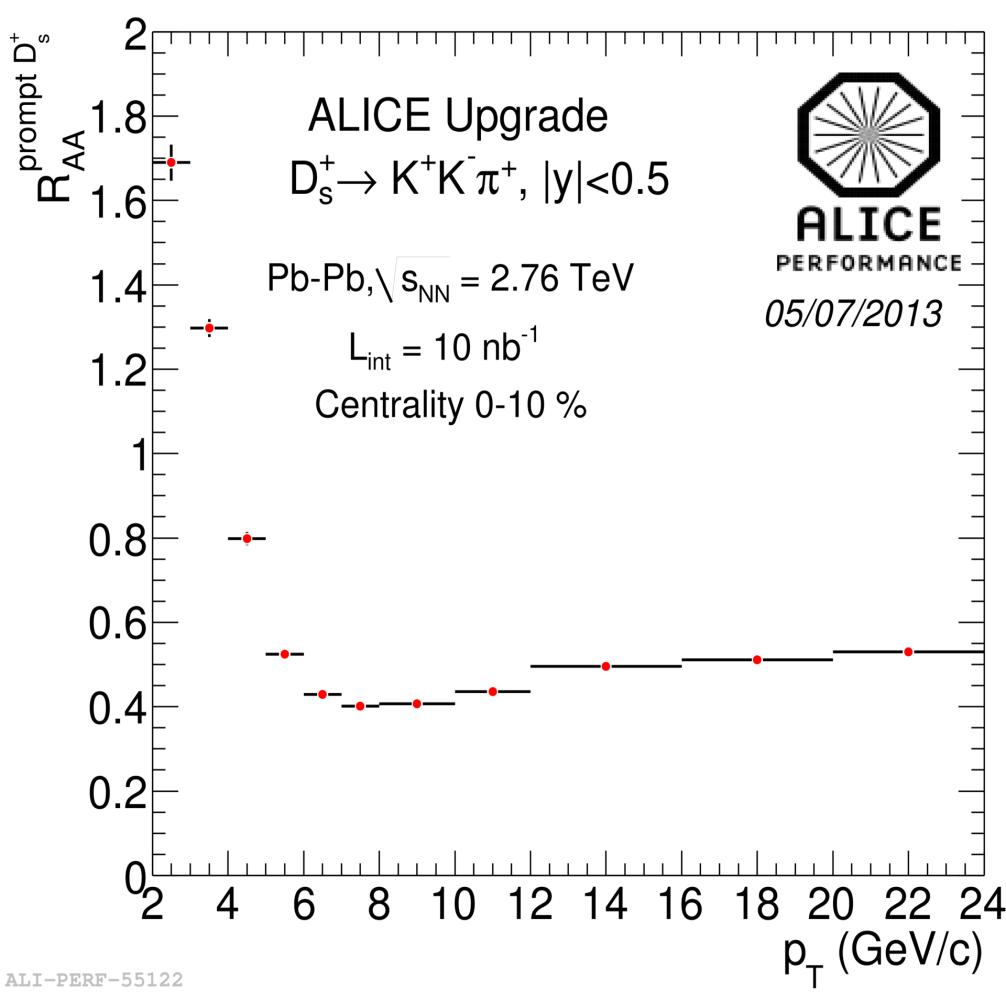 R_AA^prompt D_s^+
ALICE Upgrade
D_s^+ → K^+K^-π^+, |y|<0.5
Pb-Pb, √s_NN = 2.76 TeV
L_int = 10 nb^-1
Centrality 0-10 %
ALICE
PERFORMANCE
05/07/2013
2
1.8
1.6
1.4
1.2
1
0.8
0.6
0.4
0.2
0
2 4 6 8 10 12 14 16 18 20 22 24
p_T (GeV/c)
ALI-PERF-55122